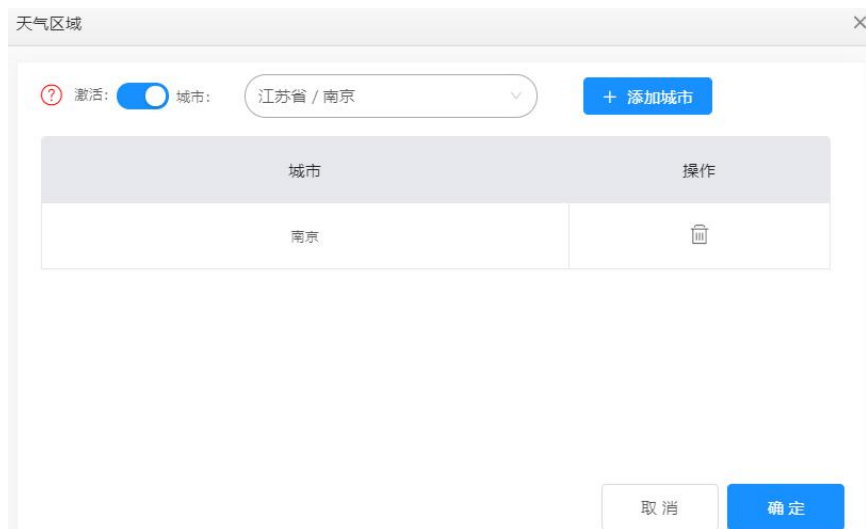 天气区域
? 激活: 城市: 江苏省 / 南京 + 添加城市
城市 操作
南京
取消 确定